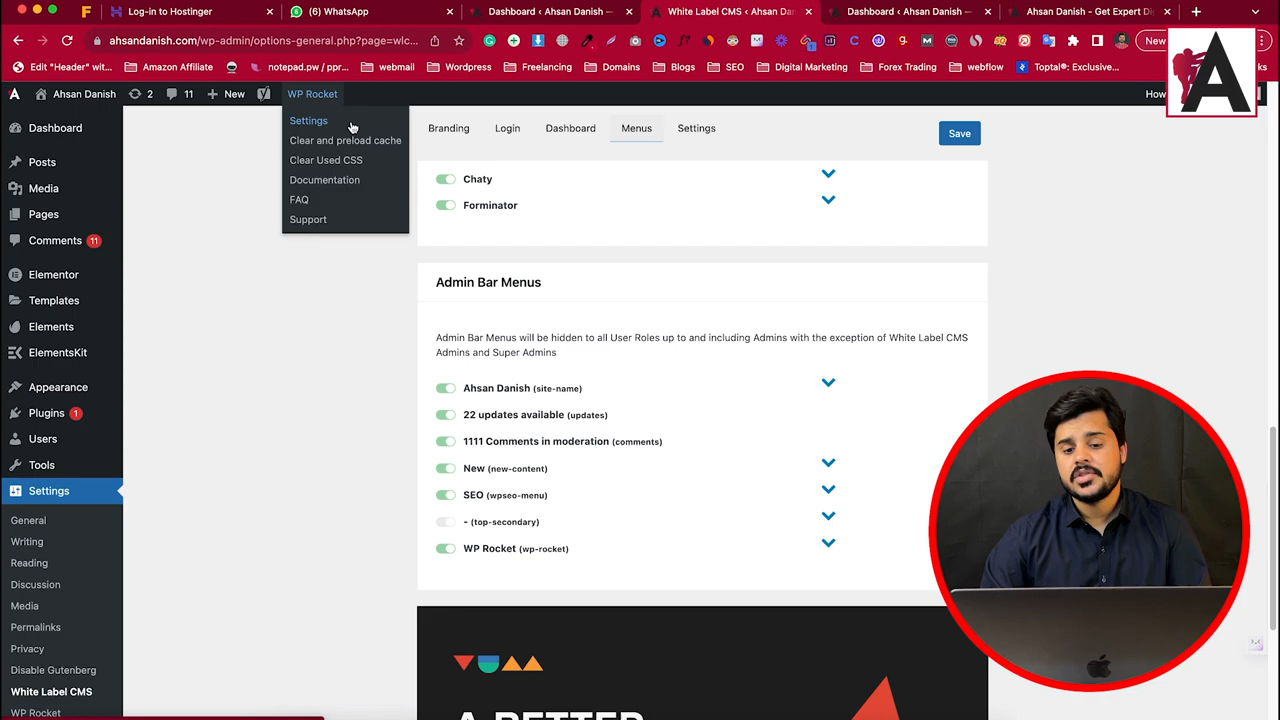 Log-in to Hostinger
(6) WhatsApp
Dashboard ‹ Ahsan Danish —
White Label CMS ‹ Ahsan Dan
Dashboard ‹ Ahsan Danish —
Ahsan Danish - Get Expert Di
ahsandanish.com/wp-admin/options-general.php?page=wlc...
New
Edit "Header" wit...
Amazon Affiliate
notepad.pw / ppr...
webmail
Wordpress
Freelancing
Domains
Blogs
SEO
Digital Marketing
Forex Trading
webflow
Toptal®: Exclusive...
A
Ahsan Danish
2
11
+ New
WP Rocket
How
Settings
Clear and preload cache
Clear Used CSS
Documentation
FAQ
Support
Dashboard
Posts
Media
Pages
Comments 11
Elementor
Templates
Elements
ElementsKit
Appearance
Plugins 1
Users
Tools
Settings
General
Writing
Reading
Discussion
Media
Permalinks
Privacy
Disable Gutenberg
White Label CMS
WP Rocket
Branding
Login
Dashboard
Menus
Settings
Save
Chaty
Forminator
Admin Bar Menus
Admin Bar Menus will be hidden to all User Roles up to and including Admins with the exception of White Label CMS
Admins and Super Admins
Ahsan Danish (site-name)
22 updates available (updates)
1111 Comments in moderation (comments)
New (new-content)
SEO (wpseo-menu)
- (top-secondary)
WP Rocket (wp-rocket)
A BETTER